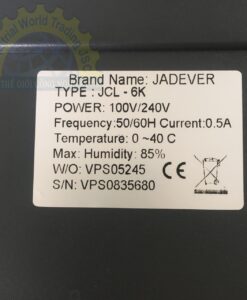 Brand Name: JADEVER
TYPE : JCL - 6K
POWER: 100V/240V
Frequency:50/60H Current:0.5A
Temperature: 0 ~40 C
Max: Humidity: 85%
W/O: VPS05245
S/N: VPS0835680
CE